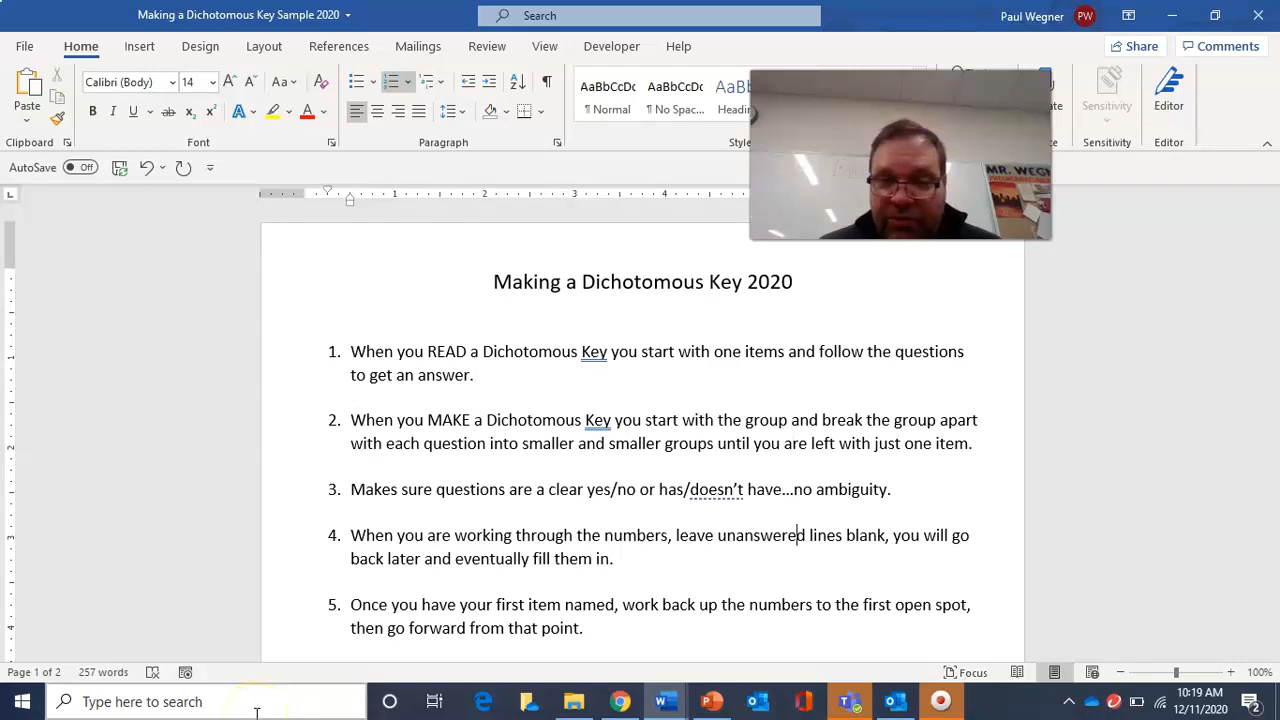 Making a Dichotomous Key Sample 2020
Search
Paul Wegner PW
File Home Insert Design Layout References Mailings Review View Developer Help Share Comments
Paste
Calibri (Body) 14
AaBbCcDc AaBbCcDc AaBb
¶ Normal ¶ No Spac... Headin
Sensitivity Editor
Font Paragraph Style Sensitivity Editor
AutoSave Off
1 2 3 4
MR. WEGN
Making a Dichotomous Key 2020
1. When you READ a Dichotomous Key you start with one items and follow the questions
to get an answer.
2. When you MAKE a Dichotomous Key you start with the group and break the group apart
with each question into smaller and smaller groups until you are left with just one item.
3. Makes sure questions are a clear yes/no or has/doesn't have…no ambiguity.
4. When you are working through the numbers, leave unanswered lines blank, you will go
back later and eventually fill them in.
5. Once you have your first item named, work back up the numbers to the first open spot,
then go forward from that point.
Page 1 of 2 257 words Focus 100%
Type here to search
10:19 AM
12/11/2020
2